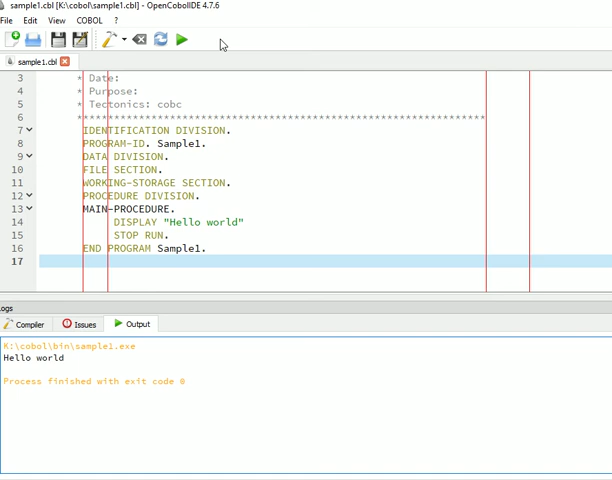 sample1.cbl [K:\cobol\sample1.cbl] - OpenCobolIDE 4.7.6
File Edit View COBOL ?
sample1.cbl
3 * Date:
4 * Purpose:
5 * Tectonics: cobc
6 ******************************************************************
7 IDENTIFICATION DIVISION.
8 PROGRAM-ID. Sample1.
9 DATA DIVISION.
10 FILE SECTION.
11 WORKING-STORAGE SECTION.
12 PROCEDURE DIVISION.
13 MAIN-PROCEDURE.
14 DISPLAY "Hello world"
15 STOP RUN.
16 END PROGRAM Sample1.
17
ogs
Compiler Issues Output
K:\cobol\bin\sample1.exe
Hello world
Process finished with exit code 0